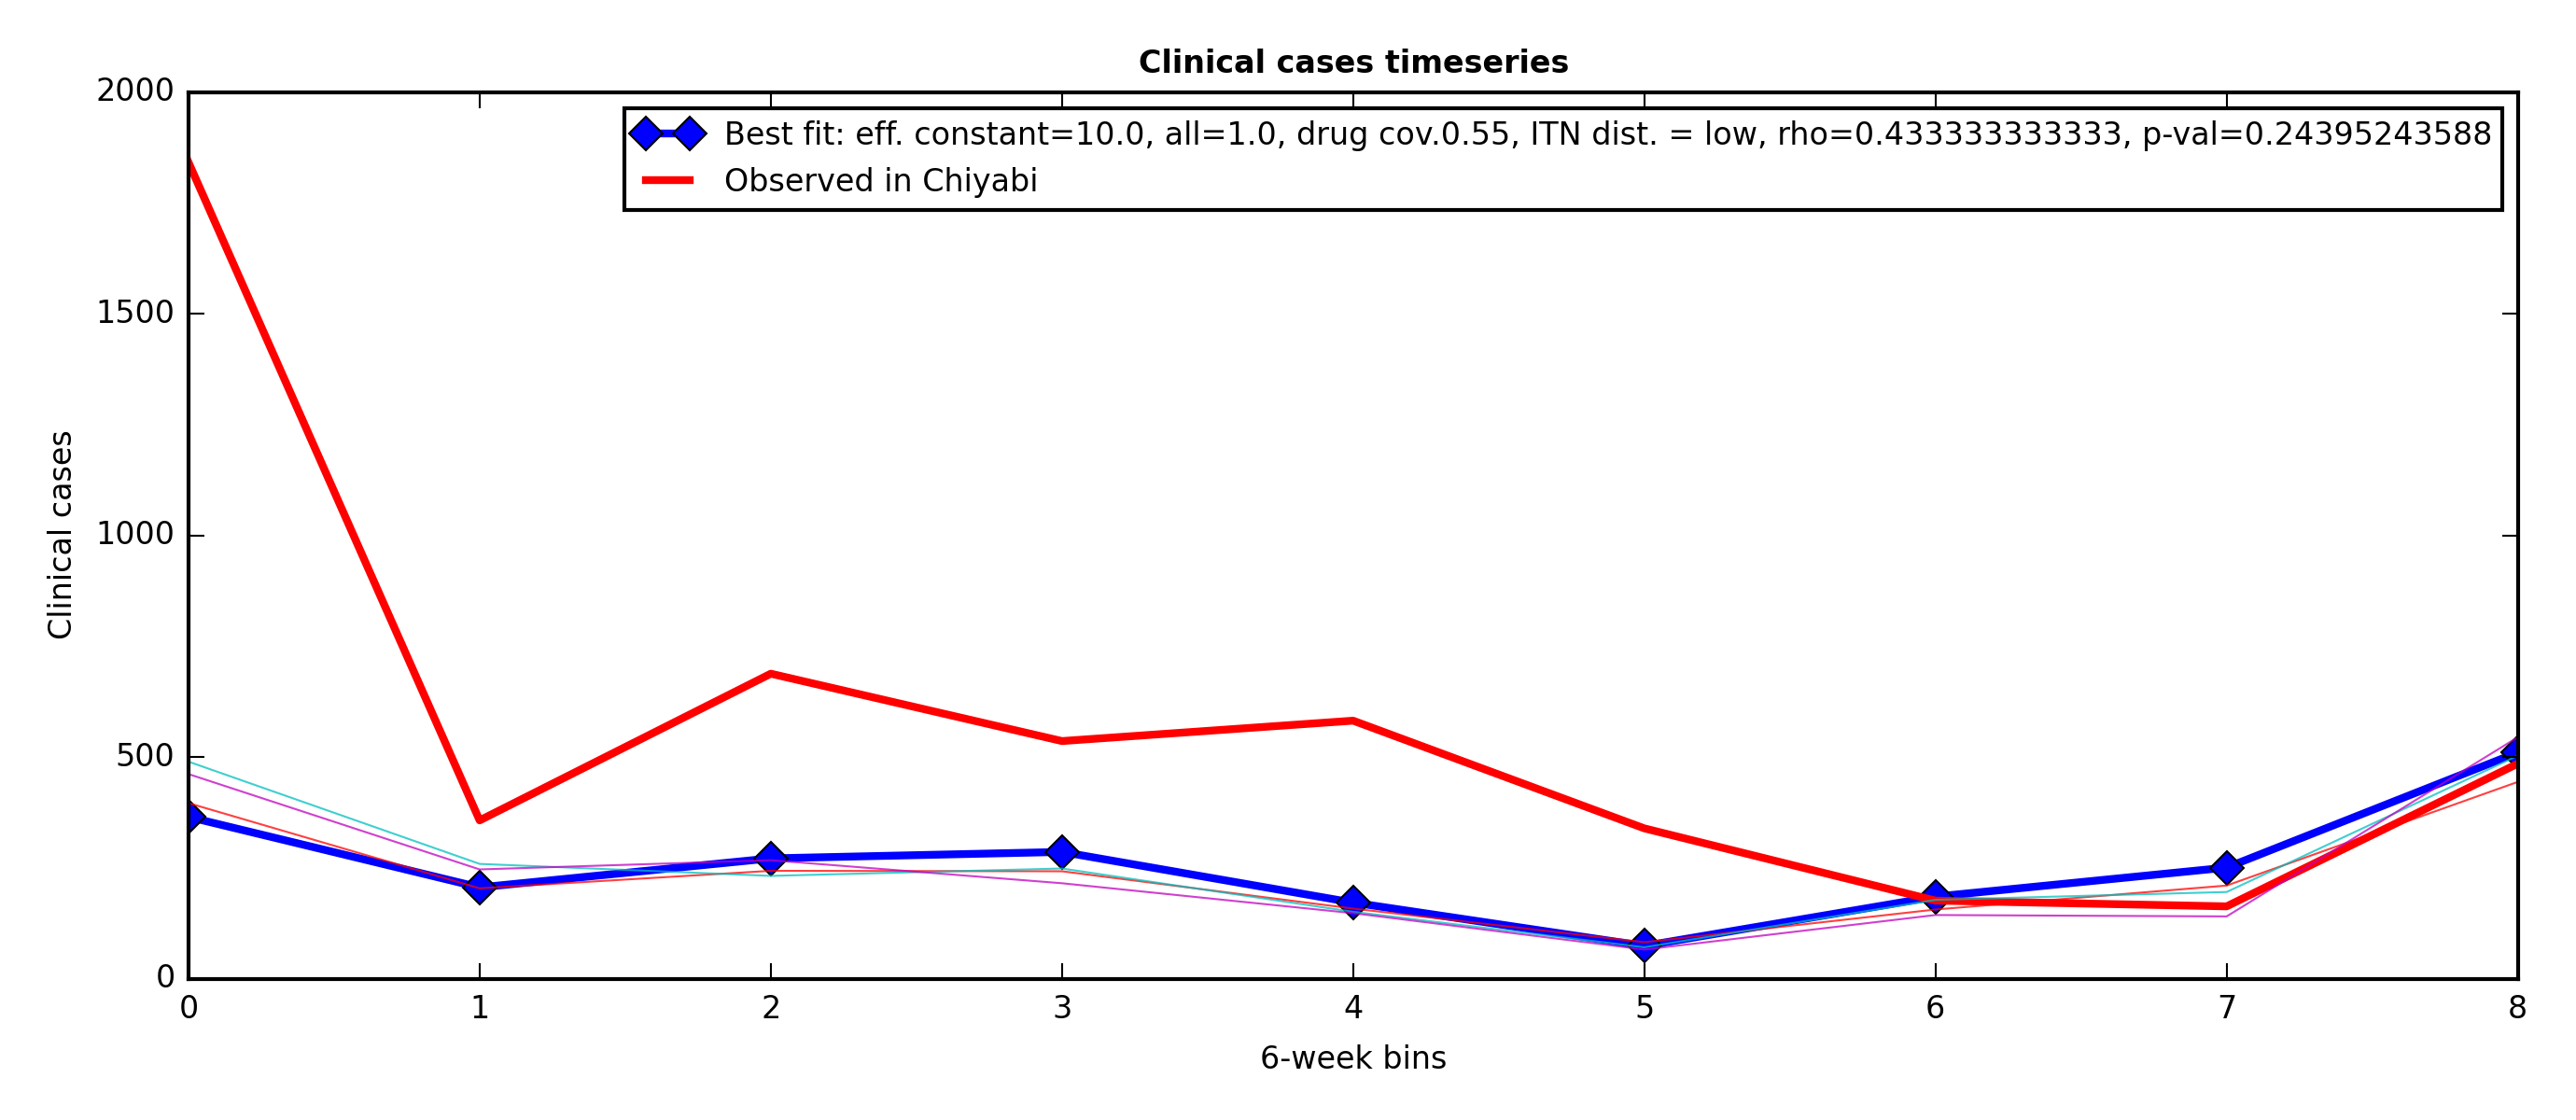 Clinical cases timeseries
2000
1500
1000
500
0
Clinical cases
Best fit: eff. constant=10.0, all=1.0, drug cov.0.55, ITN dist. = low, rho=0.433333333333, p-val=0.24395243588
Observed in Chiyabi
0 1 2 3 4 5 6 7 8
6-week bins